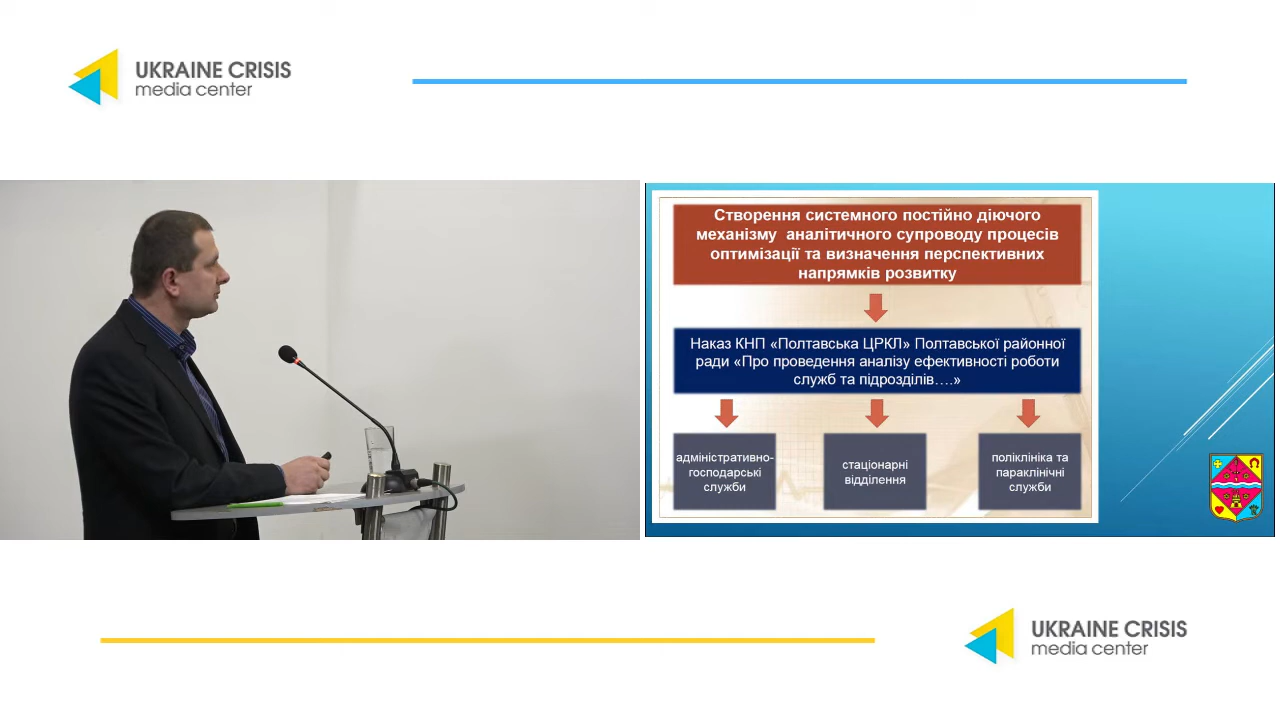 UKRAINE CRISIS
media center
Створення системного постійно діючого
механізму аналітичного супроводу процесів
оптимізації та визначення перспективних
напрямків розвитку
Наказ КНП «Полтавська ЦРКЛ» Полтавської районної
ради «Про проведення аналізу ефективності роботи
служб та підрозділів….»
адміністративно-
господарські
служби
стаціонарні
відділення
поліклініка та
параклінічні
служби
UKRAINE CRISIS
media center